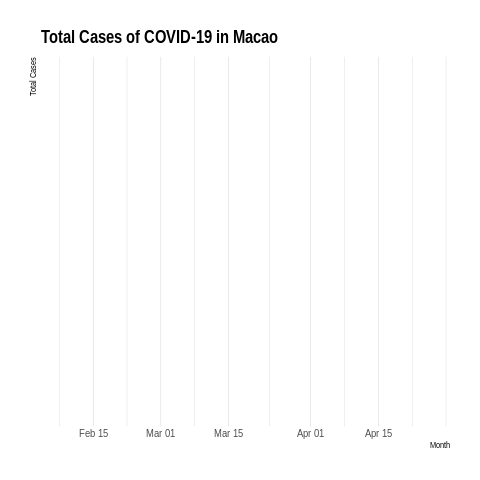 Total Cases of COVID-19 in Macao
Total Cases
Feb 15
Mar 01
Mar 15
Apr 01
Apr 15
Month